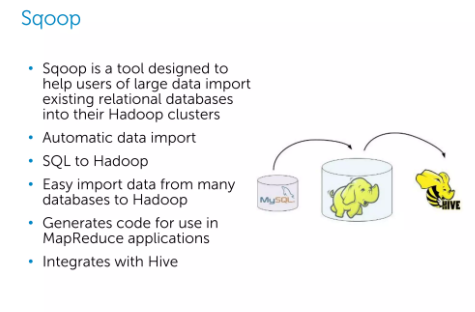 Sqoop
• Sqoop is a tool designed to
help users of large data import
existing relational databases
into their Hadoop clusters
• Automatic data import
• SQL to Hadoop
• Easy import data from many
databases to Hadoop
• Generates code for use in
MapReduce applications
• Integrates with Hive
MySQL
HIVE